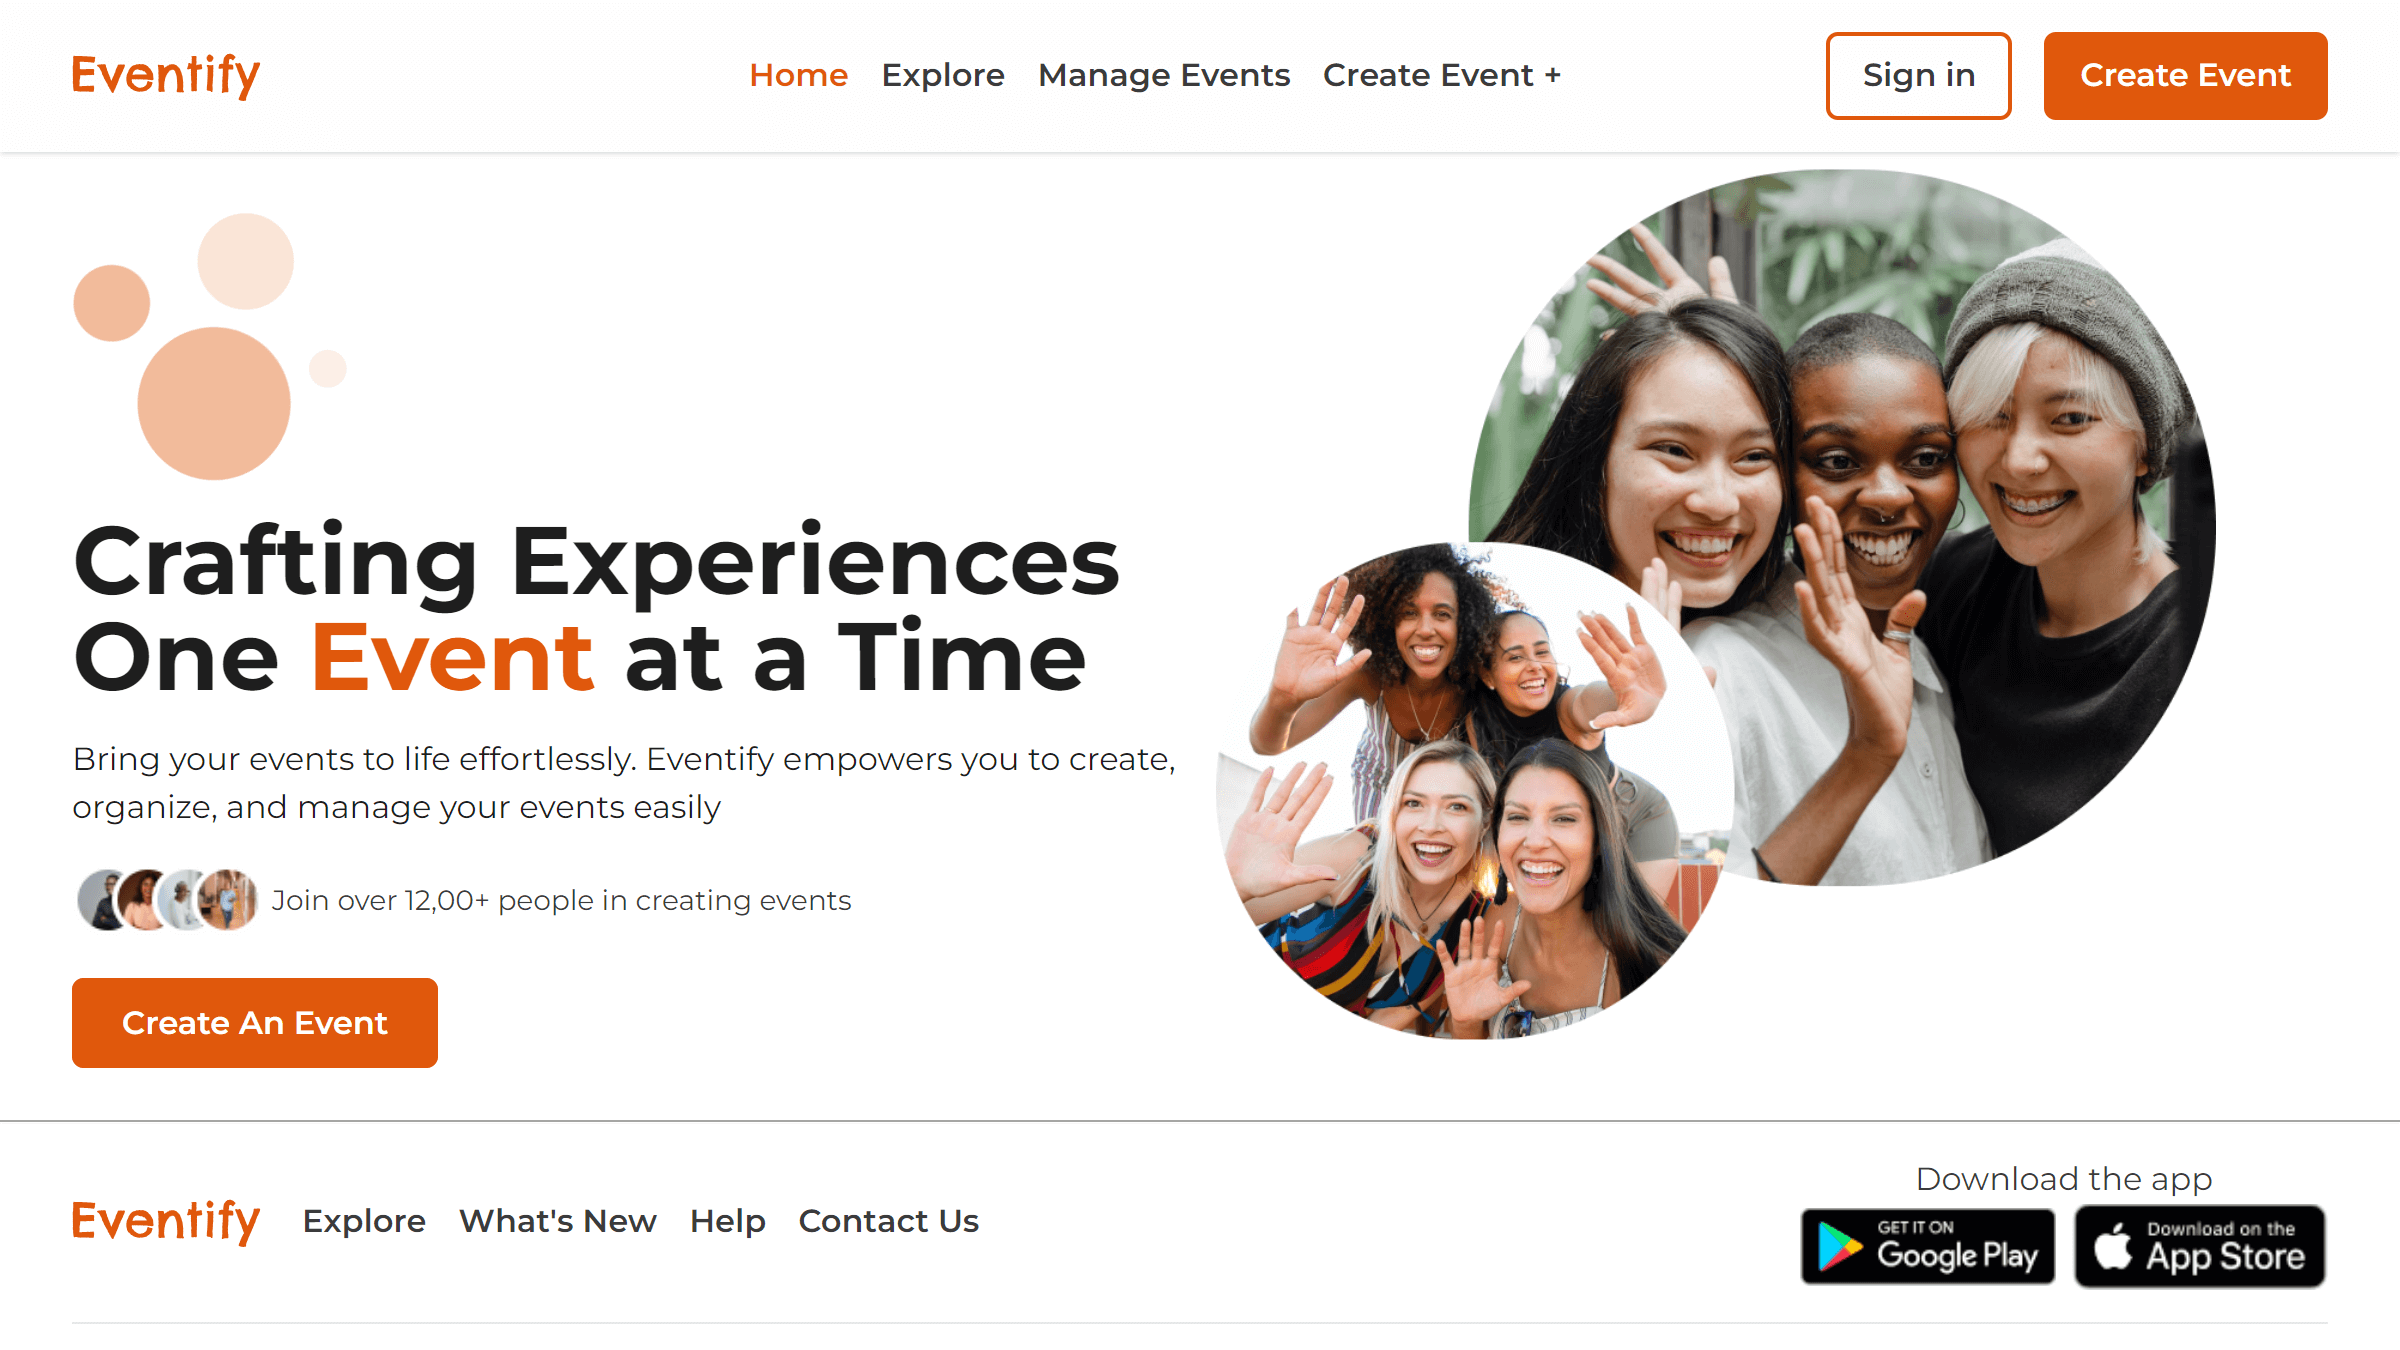 Eventify
Home Explore Manage Events Create Event +
Sign in
Create Event
Crafting Experiences
One Event at a Time
Bring your events to life effortlessly. Eventify empowers you to create,
organize, and manage your events easily
Join over 12,00+ people in creating events
Create An Event
Eventify
Explore What's New Help Contact Us
Download the app
GET IT ON
Google Play
Download on the
App Store